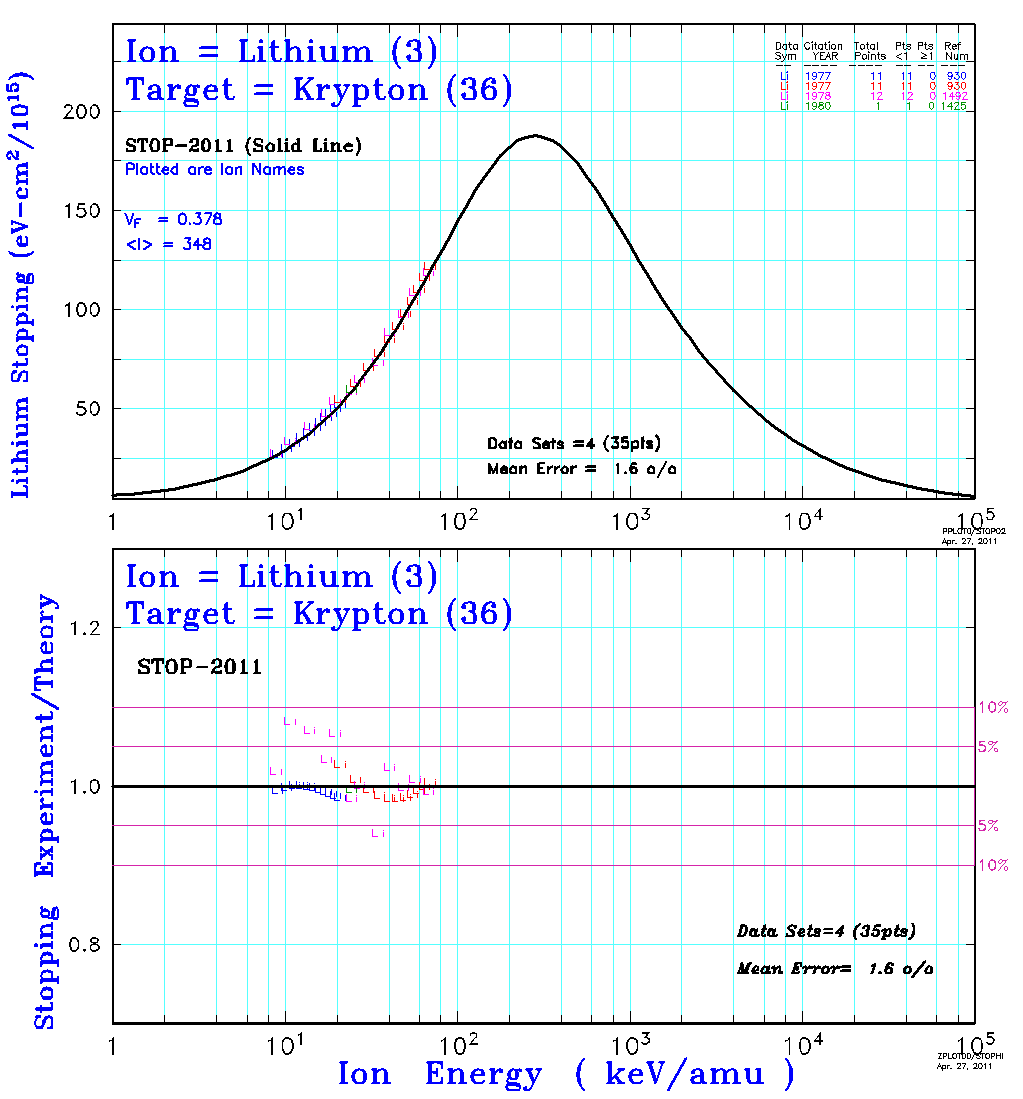 Ion = Lithium (3)
Target = Krypton (36)
STOP-2011 (Solid Line)
Plotted are Ion Names
VF = 0.378
<I> = 348
Data Citation Total Pts Pts Ref
Sym YEAR Points <1 ≥1 Num
Li 1977 11 11 0 930
Li 1977 11 11 0 930
Li 1978 12 12 0 1492
Li 1980 1 1 0 1425
Lithium Stopping (eV-cm²/10¹⁵)
200
150
100
50
Data Sets =4 (35pts)
Mean Error = 1.6 o/o
1 10¹ 10² 10³ 10⁴ 10⁵
PPLOTD/STOPO2
Apr. 27, 2011
Ion = Lithium (3)
Target = Krypton (36)
STOP-2011
Stopping Experiment/Theory
1.2
1.0
0.8
10%
5%
5%
10%
Data Sets=4 (35pts)
Mean Error= 1.6 o/o
1 10¹ 10² 10³ 10⁴ 10⁵
Ion Energy ( keV/amu )
ZPLOTDD/STOPHI
Apr. 27, 2011